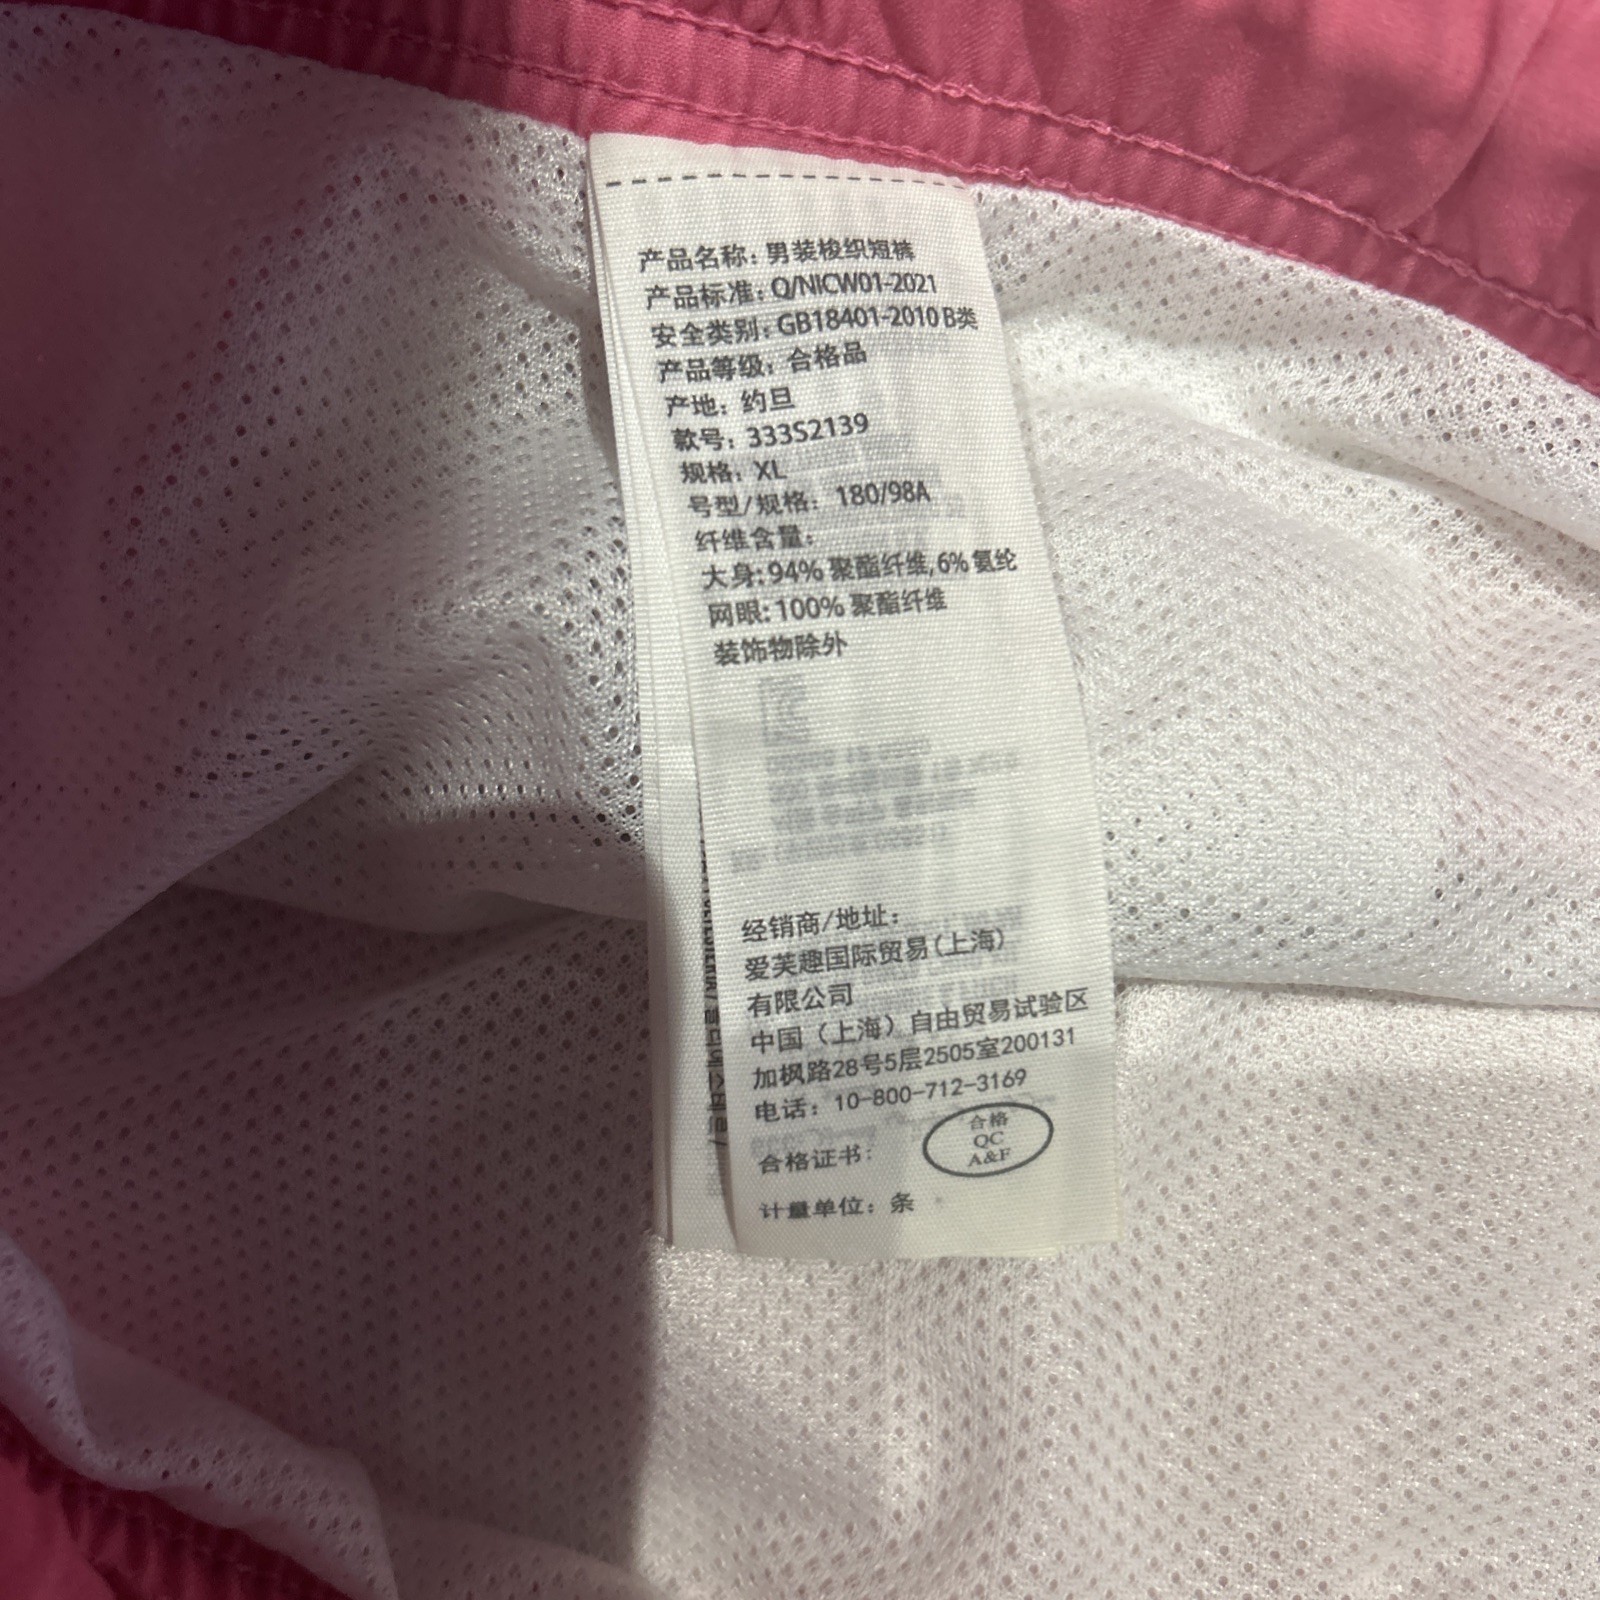 产品名称：男装梭织短裤
产品标准：Q/NICW01-2021
安全类别：GB18401-2010 B类
产品等级：合格品
产地：约旦
款号：333S2139
规格：XL
号型/规格：180/98A
纤维含量：
大身：94% 聚酯纤维,6% 氨纶
网眼：100% 聚酯纤维
装饰物除外
经销商/地址：
爱芙趣国际贸易(上海)
有限公司
中国（上海）自由贸易试验区
加枫路28号5层2505室200131
电话：10-800-712-3169
合格证书：
合格
QC
A&F
计量单位：条